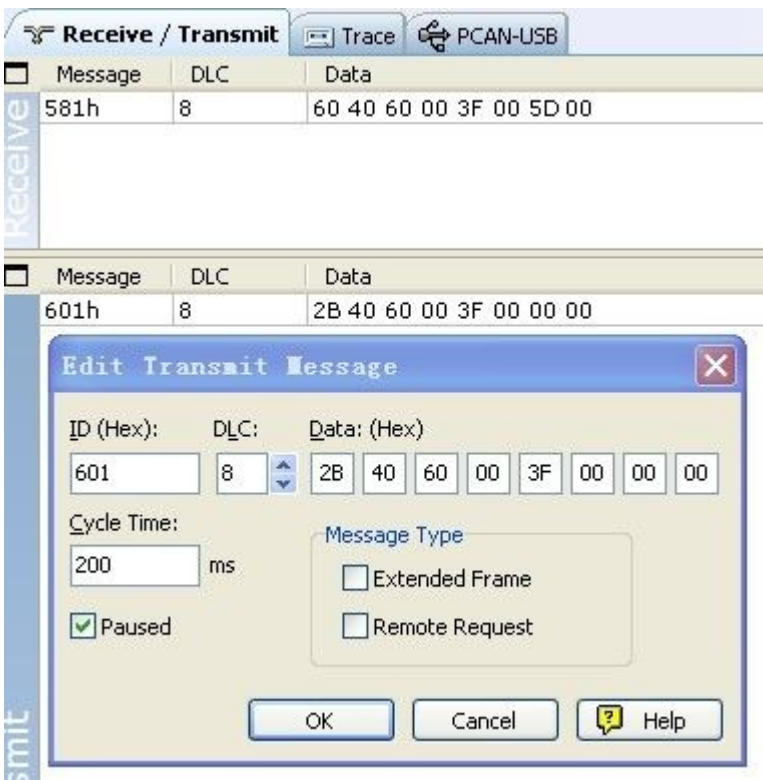 Receive / Transmit Trace PCAN-USB
Message DLC Data
581h 8 60 40 60 00 3F 00 5D 00
Receive
Message DLC Data
601h 8 2B 40 60 00 3F 00 00 00
Edit Transmit Message
ID (Hex): DLC: Data: (Hex)
601 8 2B 40 60 00 3F 00 00 00
Cycle Time:
200 ms
Message Type
Extended Frame
Paused
Remote Request
OK Cancel Help
smit